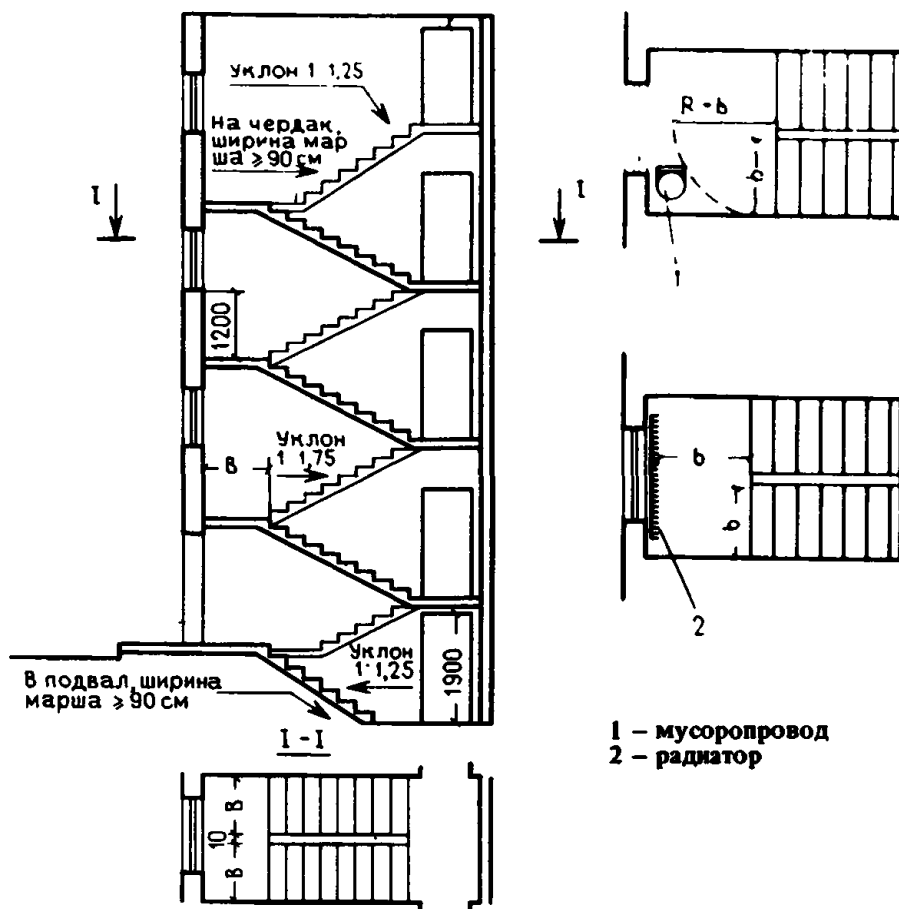 Уклон 1 1,25
На чердак,
ширина мар
ша ⩾ 90 см
I
I
1200
В
Уклон
1 1,75
Уклон
1:1,25
1900
В подвал, ширина
марша ⩾ 90 см
I - I
В
10
В
R - b
b
1
b
b
2
1 – мусоропровод
2 – радиатор